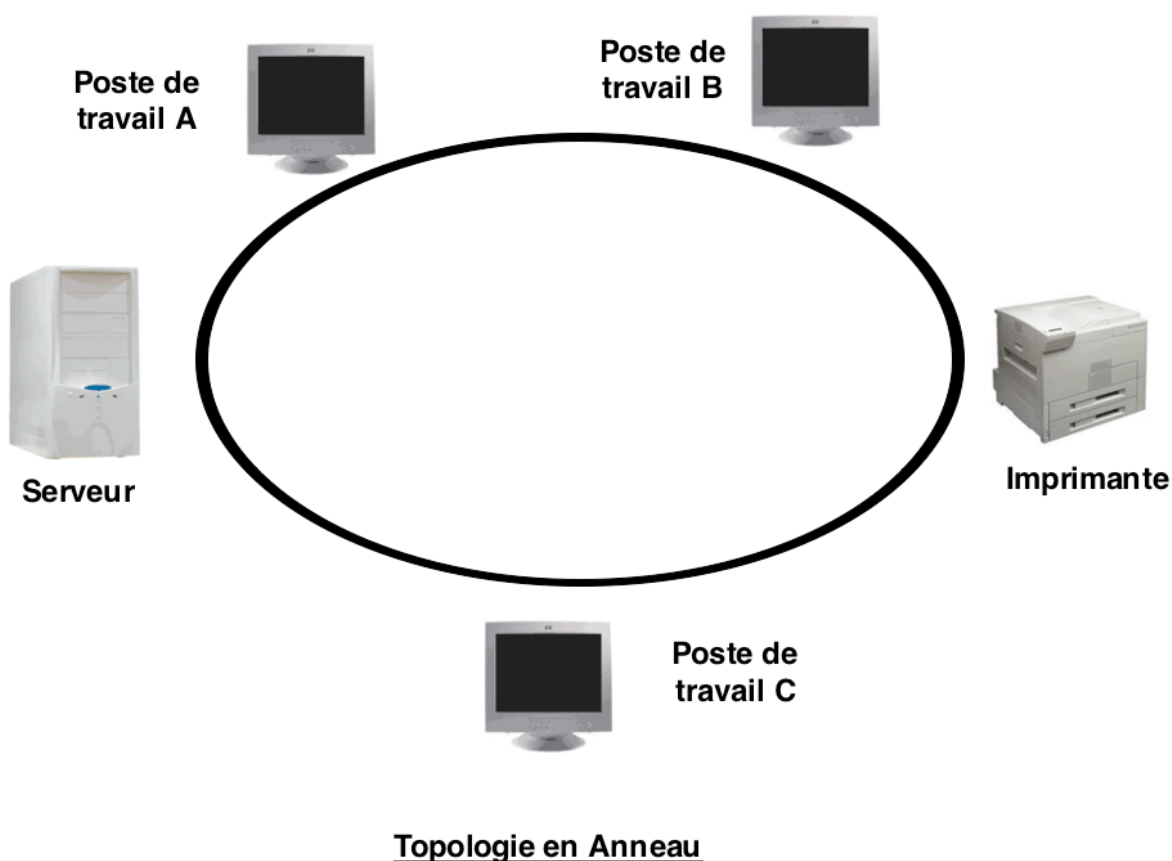 Poste de
travail A
Poste de
travail B
Serveur
Imprimante
Poste de
travail C
Topologie en Anneau